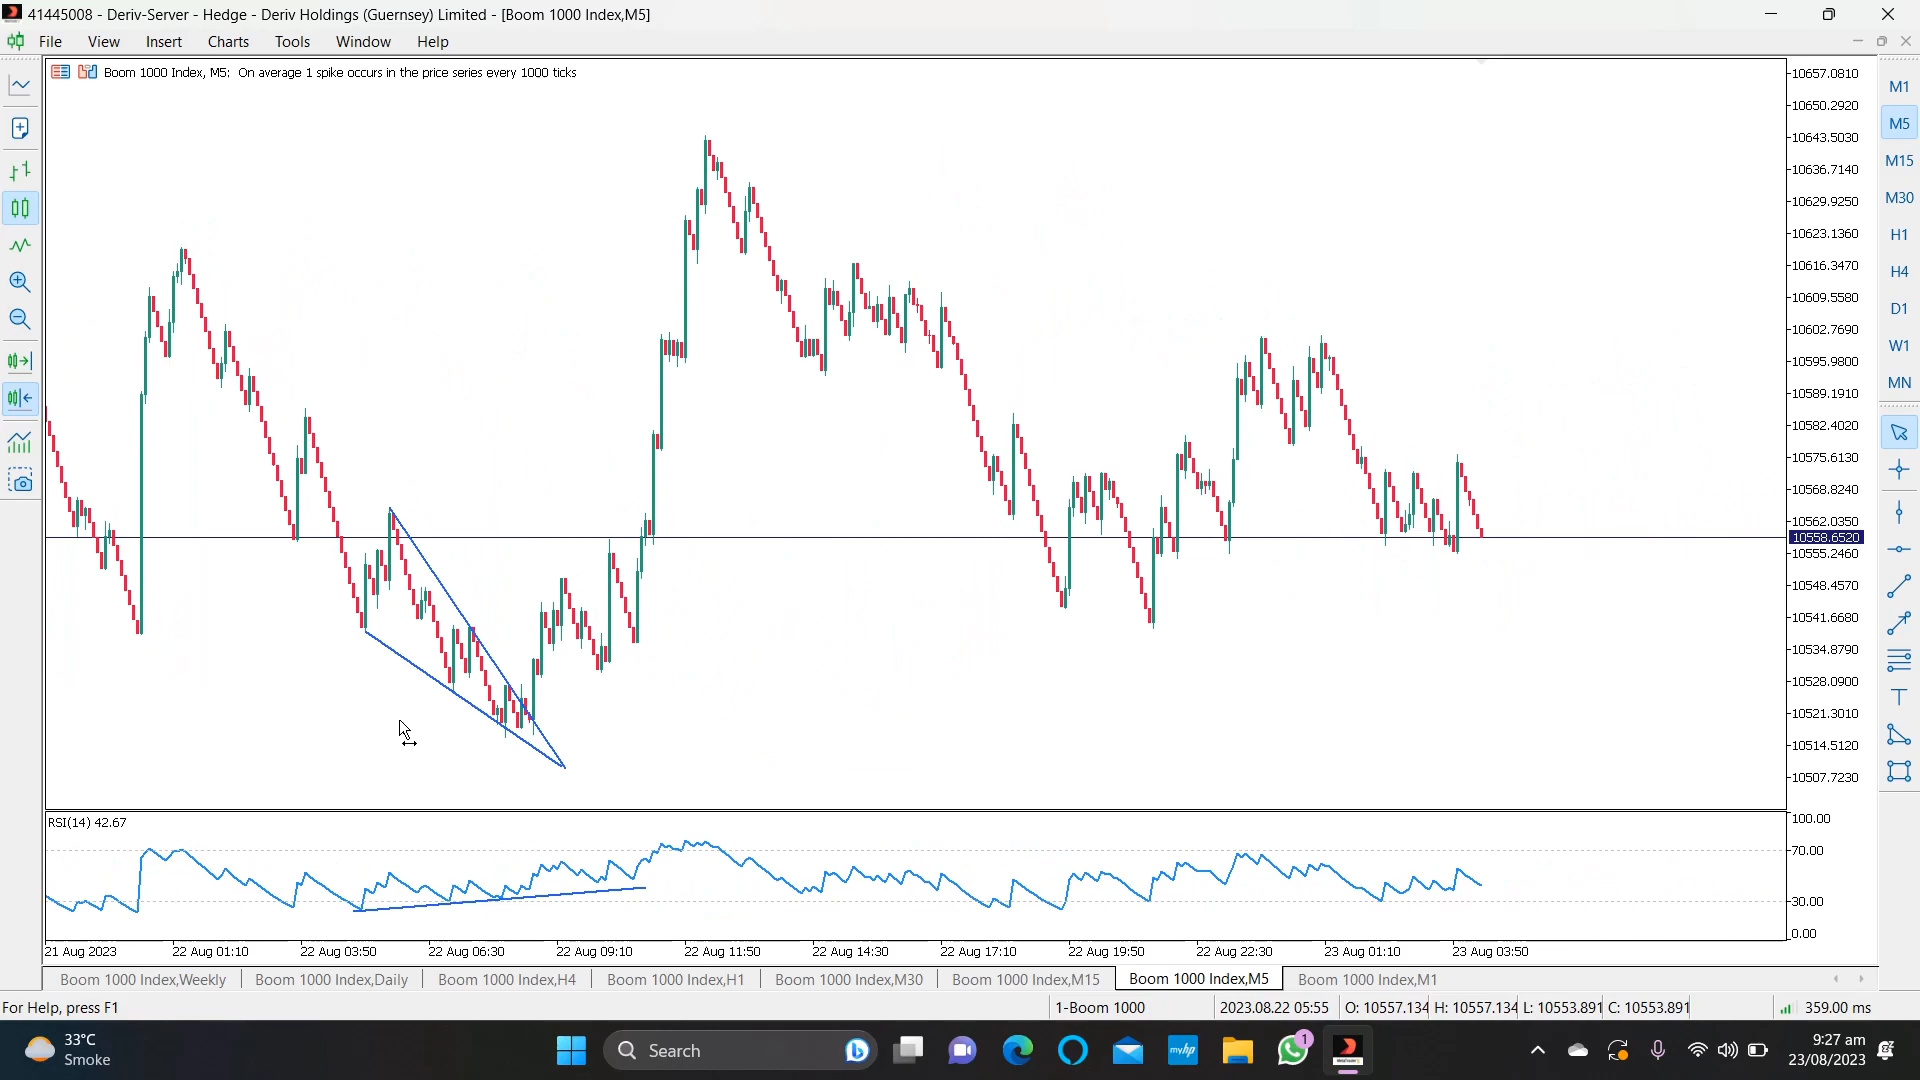 41445008 - Deriv-Server - Hedge - Deriv Holdings (Guernsey) Limited - [Boom 1000 Index,M5]
File View Insert Charts Tools Window Help
Boom 1000 Index, M5: On average 1 spike occurs in the price series every 1000 ticks
10657.0810
10650.2920
10643.5030
10636.7140
10629.9250
10623.1360
10616.3470
10609.5580
10602.7690
10595.9800
10589.1910
10582.4020
10575.6130
10568.8240
10562.0350
10558.6520
10555.2460
10548.4570
10541.6680
10534.8790
10528.0900
10521.3010
10514.5120
10507.7230
M1
M5
M15
M30
H1
H4
D1
W1
MN
T
RSI(14) 42.67
100.00
70.00
30.00
0.00
21 Aug 2023 22 Aug 01:10 22 Aug 03:50 22 Aug 06:30 22 Aug 09:10 22 Aug 11:50 22 Aug 14:30 22 Aug 17:10 22 Aug 19:50 22 Aug 22:30 23 Aug 01:10 23 Aug 03:50
Boom 1000 Index,Weekly Boom 1000 Index,Daily Boom 1000 Index,H4 Boom 1000 Index,H1 Boom 1000 Index,M30 Boom 1000 Index,M15 Boom 1000 Index,M5 Boom 1000 Index,M1
For Help, press F1 1-Boom 1000 2023.08.22 05:55 O: 10557.134 H: 10557.134 L: 10553.891 C: 10553.891 359.00 ms
33°C
Smoke
Search
myhp
1
9:27 am
23/08/2023